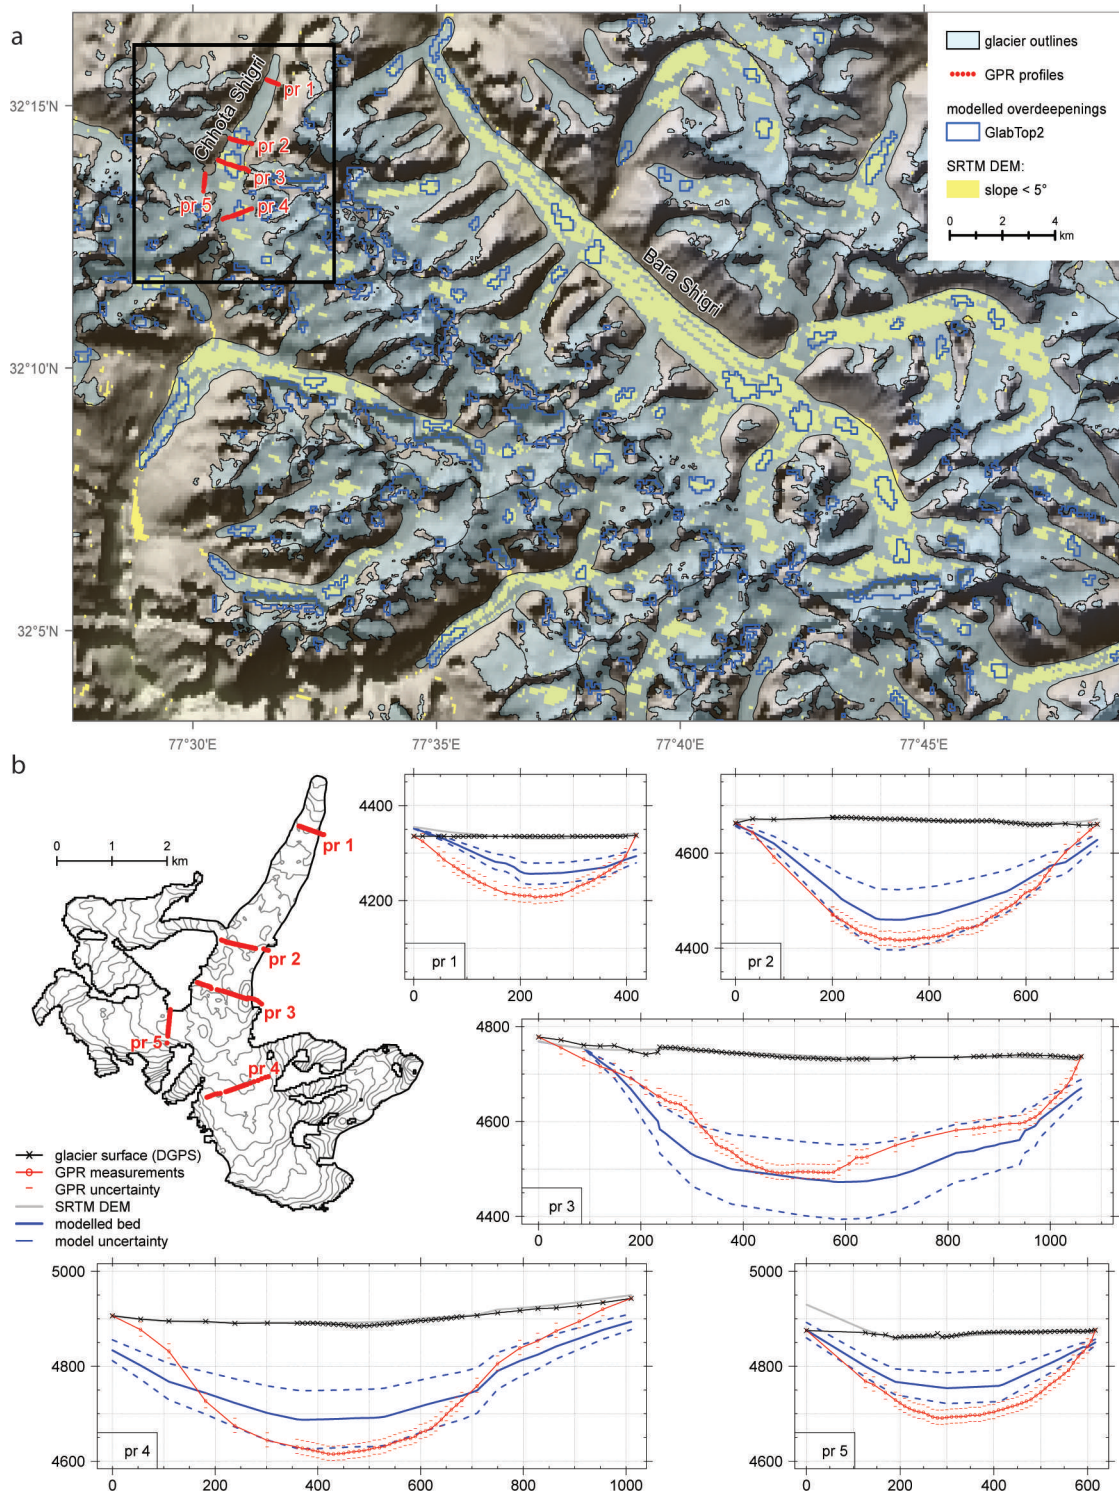 a
glacier outlines
GPR profiles
modelled overdeepenings
GlabTop2
SRTM DEM:
slope < 5°
0 2 4
km
Chhota Shigri
pr 1
pr 2
pr 3
pr 5
pr 4
Bara Shigri
32°15'N
32°10'N
32°5'N
77°30'E 77°35'E 77°40'E 77°45'E
b
0 1 2
km
pr 1
pr 2
pr 3
pr 5
pr 4
glacier surface (DGPS)
GPR measurements
GPR uncertainty
SRTM DEM
modelled bed
model uncertainty
4400
4200
pr 1
0 200 400
4600
4400
pr 2
0 200 400 600
4800
4600
4400
pr 3
0 200 400 600 800 1000
5000
4800
4600
pr 4
0 200 400 600 800 1000
5000
4800
4600
pr 5
0 200 400 600